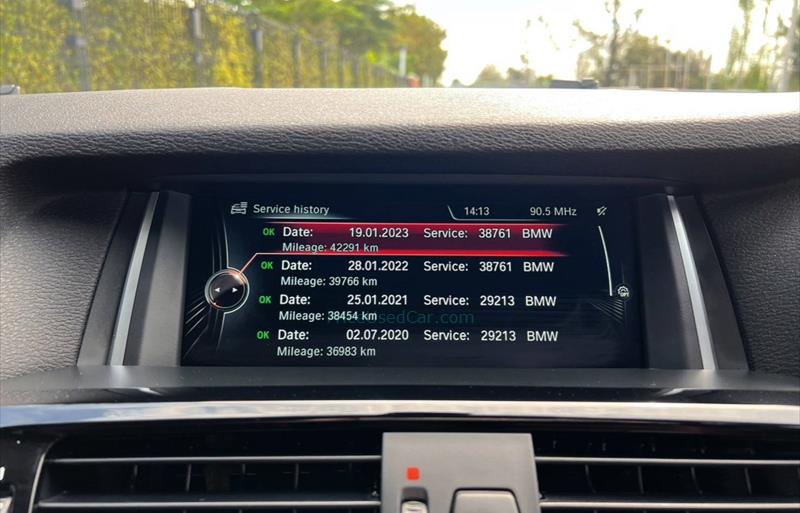 Service history 14:13 90.5 MHz
OK Date: 19.01.2023 Service: 38761 BMW
Mileage: 42291 km
OK Date: 28.01.2022 Service: 38761 BMW
Mileage: 39766 km
OK Date: 25.01.2021 Service: 29213 BMW
Mileage: 38454 km
OK Date: 02.07.2020 Service: 29213 BMW
Mileage: 36983 km